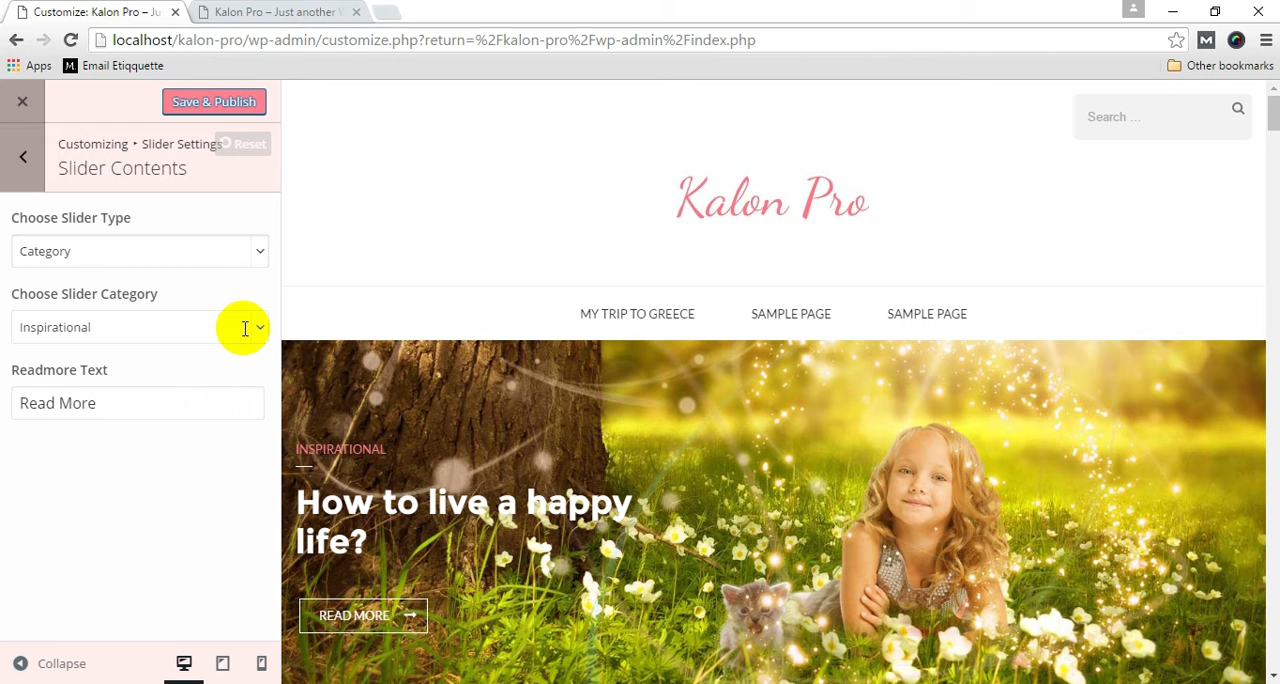 Customize: Kalon Pro – Ju
Kalon Pro – Just another W
localhost/kalon-pro/wp-admin/customize.php?return=%2Fkalon-pro%2Fwp-admin%2Findex.php
Apps
Email Etiqquette
Other bookmarks
Save & Publish
Customizing ‣ Slider Settings
Reset
Slider Contents
Choose Slider Type
Category
Choose Slider Category
Inspirational
Readmore Text
Read More
Collapse
Search ...
Kalon Pro
MY TRIP TO GREECE
SAMPLE PAGE
SAMPLE PAGE
INSPIRATIONAL
How to live a happy
life?
READ MORE